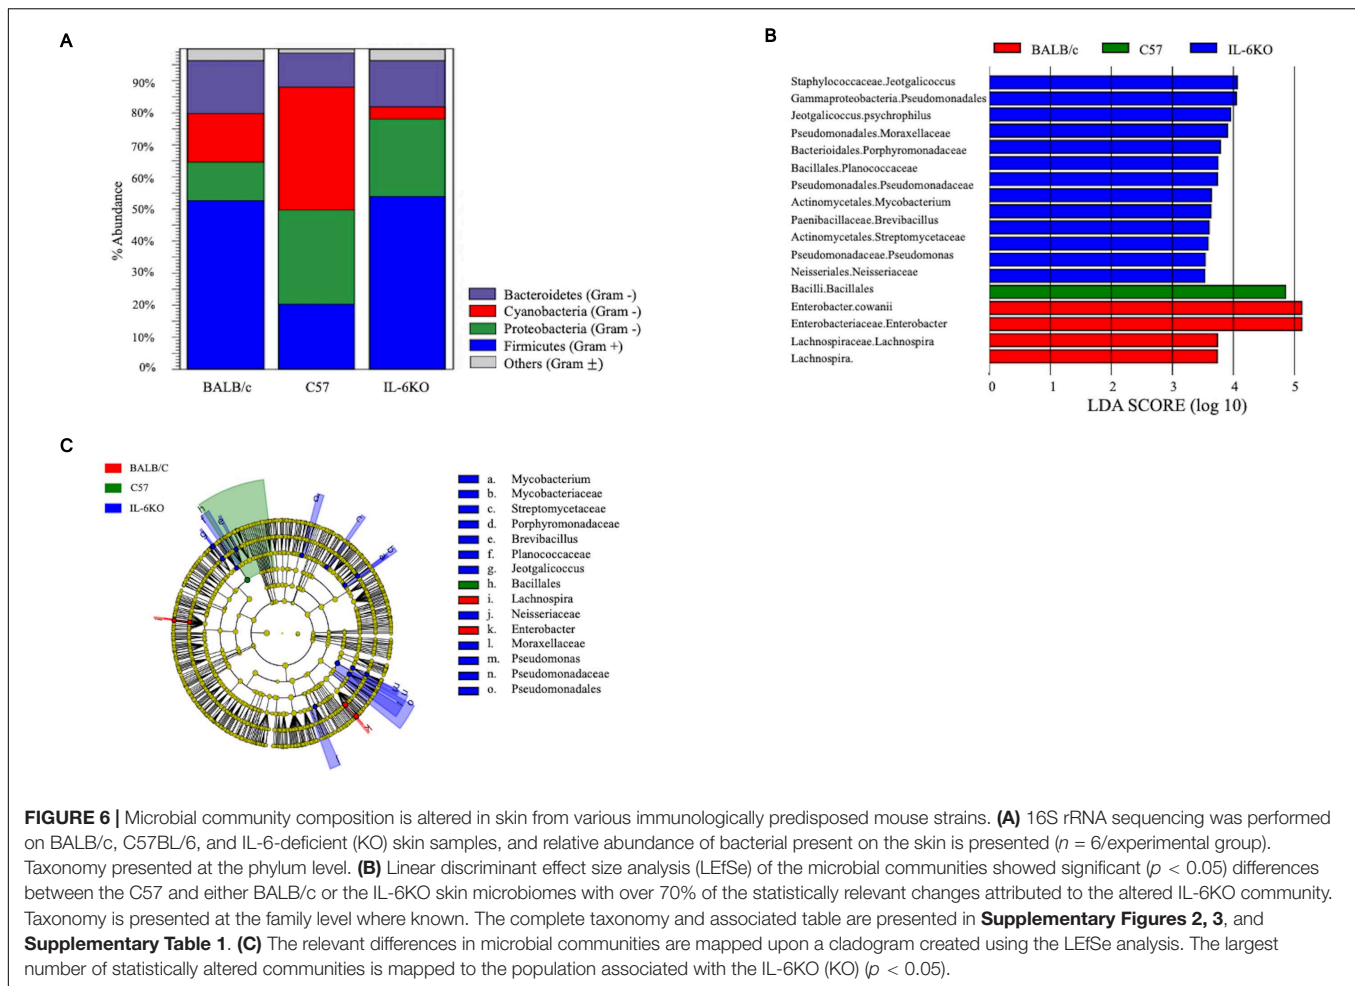 A
% Abundance
90%
80%
70%
60%
50%
40%
30%
20%
10%
0%
BALB/c C57 IL-6KO
Bacteroidetes (Gram -)
Cyanobacteria (Gram -)
Proteobacteria (Gram -)
Firmicutes (Gram +)
Others (Gram ±)
B
BALB/c C57 IL-6KO
Staphylococcaceae.Jeotgalicoccus
Gammaproteobacteria.Pseudomonadales
Jeotgalicoccus.psychrophilus
Pseudomonadales.Moraxellaceae
Bacterioidales.Porphyromonadaceae
Bacillales.Planococcaceae
Pseudomonadales.Pseudomonadaceae
Actinomycetales.Mycobacterium
Paenibacillaceae.Brevibacillus
Actinomycetales.Streptomycetaceae
Pseudomonadaceae.Pseudomonas
Neisseriales.Neisseriaceae
Bacilli.Bacillales
Enterobacter.cowanii
Enterobacteriaceae.Enterobacter
Lachnospiraceae.Lachnospira
Lachnospira.
0 1 2 3 4 5
LDA SCORE (log 10)
C
BALB/C
C57
IL-6KO
a. Mycobacterium
b. Mycobacteriaceae
c. Streptomycetaceae
d. Porphyromonadaceae
e. Brevibacillus
f. Planococcaceae
g. Jeotgalicoccus
h. Bacillales
i. Lachnospira
j. Neisseriaceae
k. Enterobacter
l. Moraxellaceae
m. Pseudomonas
n. Pseudomonadaceae
o. Pseudomonadales
FIGURE 6 | Microbial community composition is altered in skin from various immunologically predisposed mouse strains. (A) 16S rRNA sequencing was performed
on BALB/c, C57BL/6, and IL-6-deficient (KO) skin samples, and relative abundance of bacterial present on the skin is presented (n = 6/experimental group).
Taxonomy presented at the phylum level. (B) Linear discriminant effect size analysis (LEfSe) of the microbial communities showed significant (p < 0.05) differences
between the C57 and either BALB/c or the IL-6KO skin microbiomes with over 70% of the statistically relevant changes attributed to the altered IL-6KO community.
Taxonomy is presented at the family level where known. The complete taxonomy and associated table are presented in Supplementary Figures 2, 3, and
Supplementary Table 1. (C) The relevant differences in microbial communities are mapped upon a cladogram created using the LEfSe analysis. The largest
number of statistically altered communities is mapped to the population associated with the IL-6KO (KO) (p < 0.05).